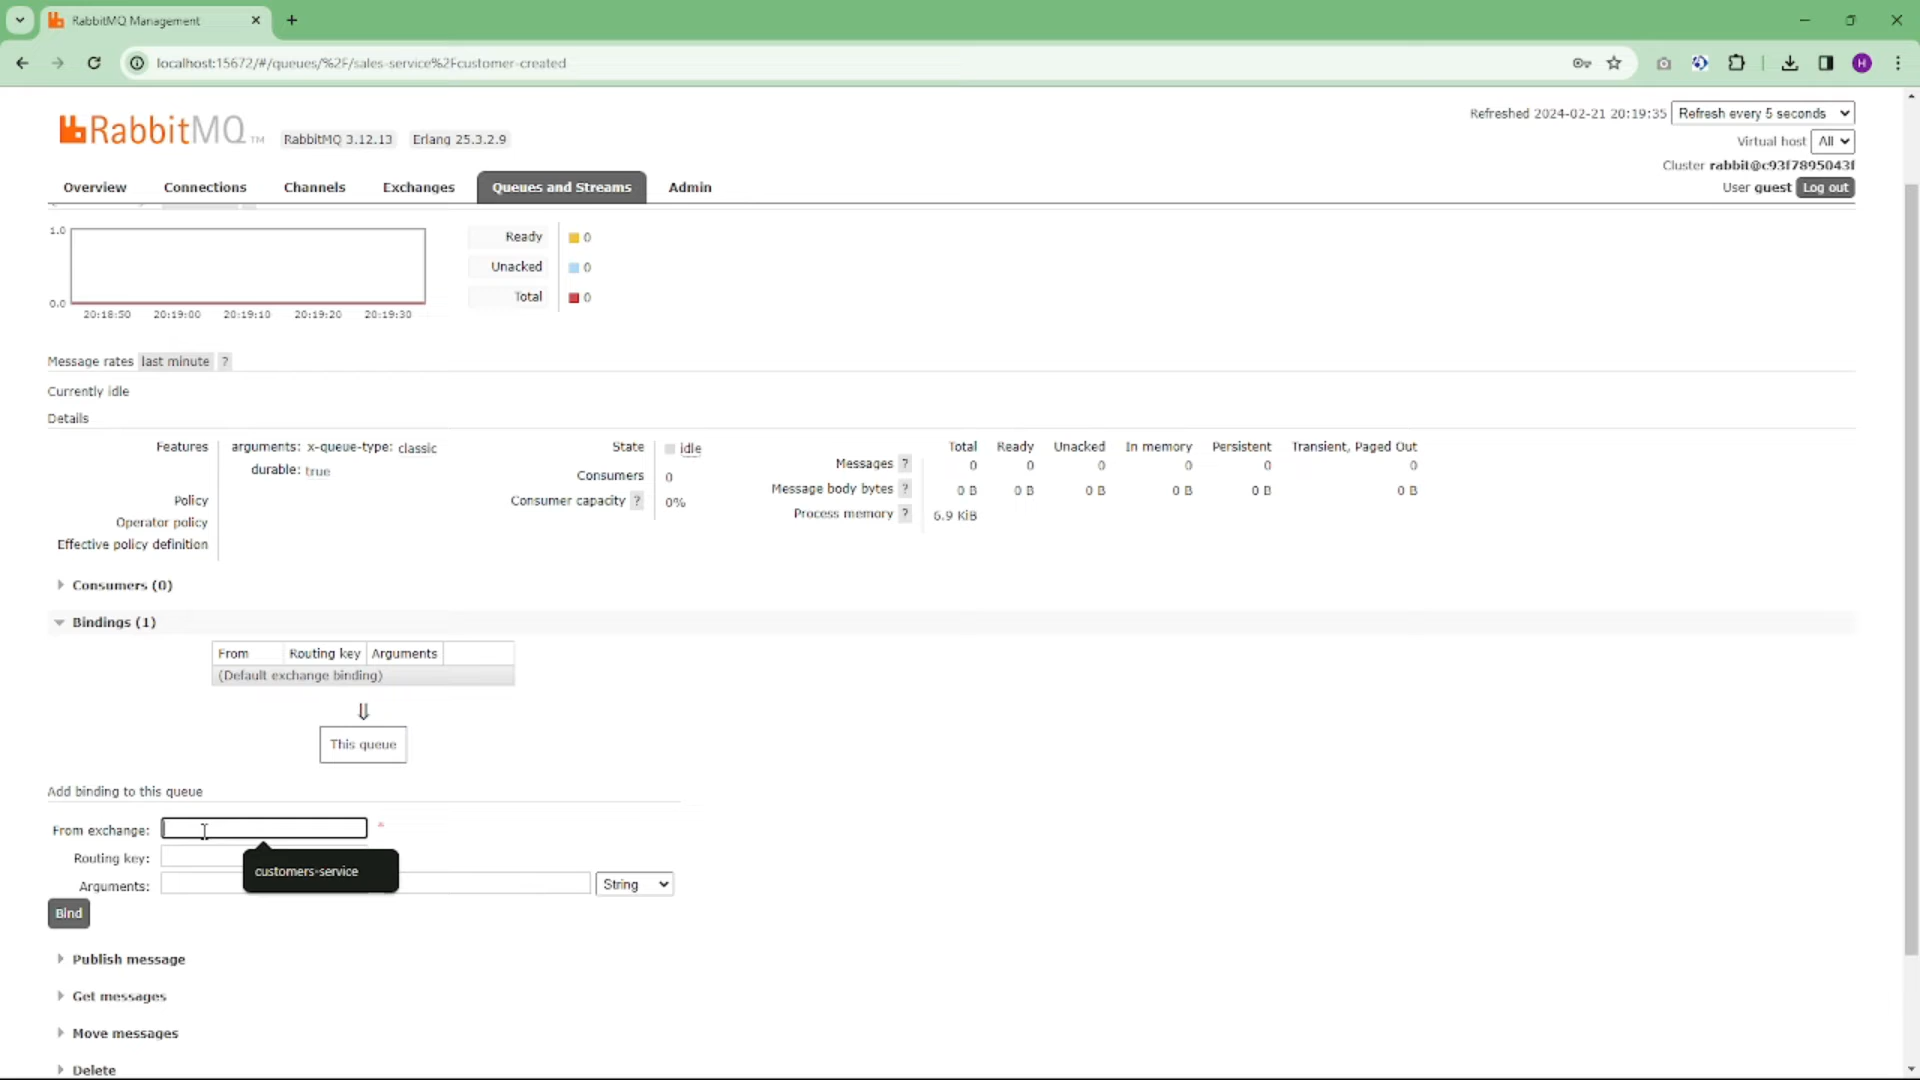 RabbitMQ Management
localhost:15672/#/queues/%2F/sales-service%2Fcustomer-created
H
RabbitMQ TM RabbitMQ 3.12.13 Erlang 25.3.2.9
Refreshed 2024-02-21 20:19:35 Refresh every 5 seconds
Virtual host All
Cluster rabbit@c93f7895043f
User guest Log out
Overview Connections Channels Exchanges Queues and Streams Admin
1.0
0.0
20:18:50 20:19:00 20:19:10 20:19:20 20:19:30
Ready 0
Unacked 0
Total 0
Message rates last minute ?
Currently idle
Details
Features arguments: x-queue-type: classic
durable: true
Policy
Operator policy
Effective policy definition
State idle
Consumers 0
Consumer capacity ? 0%
Total Ready Unacked In memory Persistent Transient, Paged Out
Messages ? 0 0 0 0 0 0
Message body bytes ? 0 B 0 B 0 B 0 B 0 B 0 B
Process memory ? 6.9 KiB
Consumers (0)
Bindings (1)
From Routing key Arguments
(Default exchange binding)
⇓
This queue
Add binding to this queue
From exchange: *
Routing key:
customers-service
Arguments: String
Bind
Publish message
Get messages
Move messages
Delete